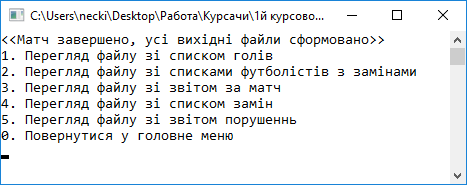 C:\Users\necki\Desktop\Работа\Курсачи\1й курсово...
<<Матч завершено, усі вихідні файли сформовано>>
1. Перегляд файлу зі списком голів
2. Перегляд файлу зі списками футболістів з замінами
3. Перегляд файлу зі звітом за матч
4. Перегляд файлу зі списком замін
5. Перегляд файлу зі звітом порушеннь
0. Повернутися у головне меню